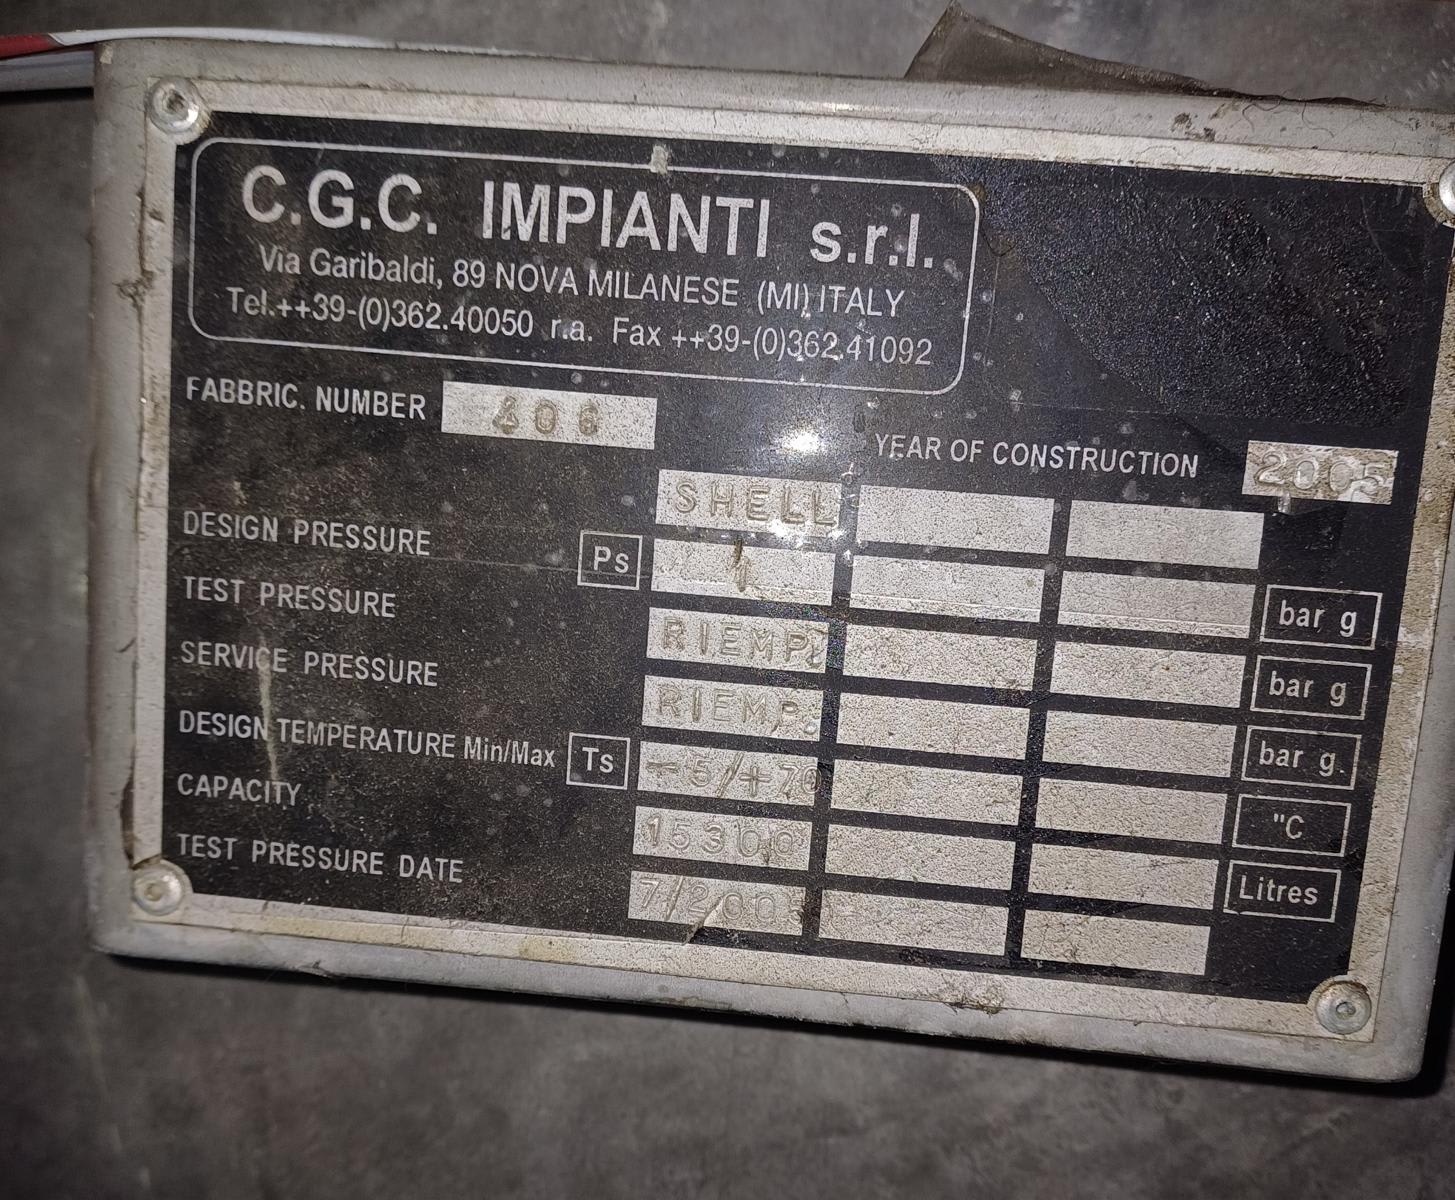 C.G.C. IMPIANTI s.r.l.
Via Garibaldi, 89 NOVA MILANESE (MI) ITALY
Tel.++39-(0)362.40050 r.a. Fax ++39-(0)362.41092
FABBRIC. NUMBER 406
YEAR OF CONSTRUCTION 2005
SHELL
DESIGN PRESSURE Ps bar g
TEST PRESSURE RIEMP. bar g
SERVICE PRESSURE RIEMP. bar g.
DESIGN TEMPERATURE Min/Max Ts -5/+70 "C
CAPACITY 15300 Litres
TEST PRESSURE DATE 7/2005